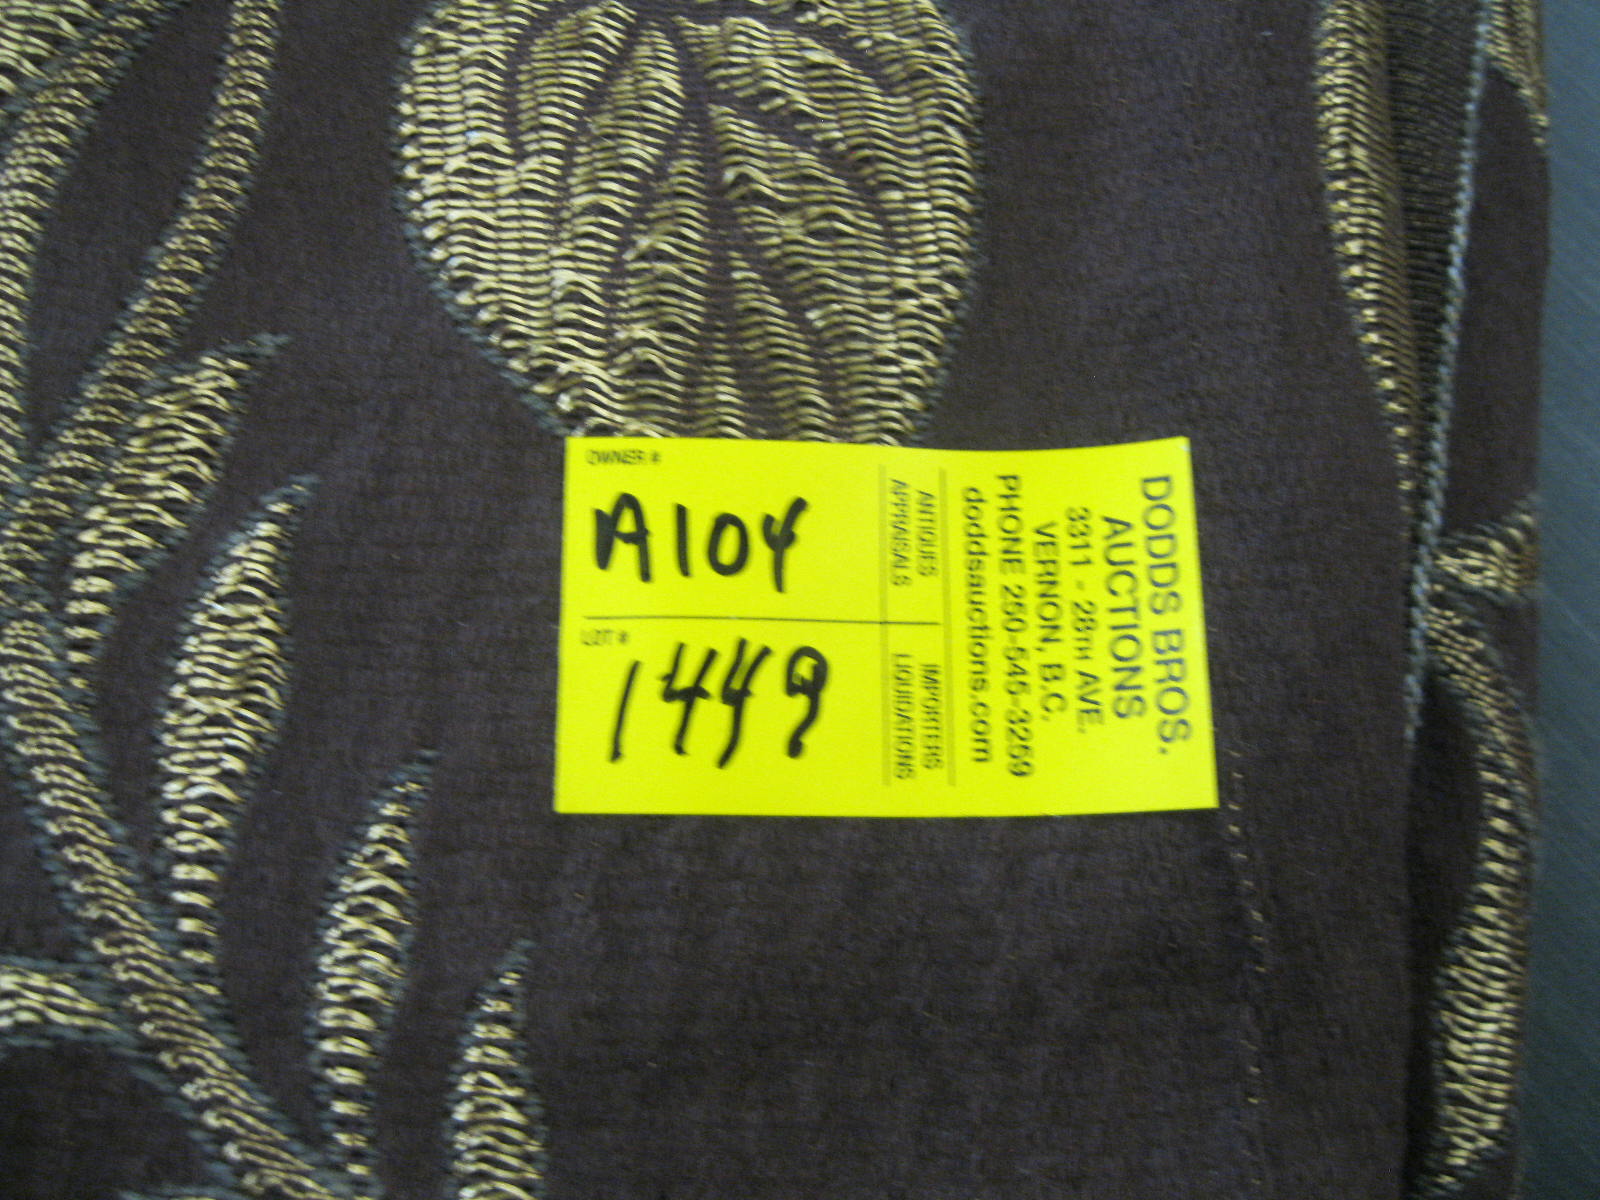 OWNER #
A104
LOT #
1449
ANTIQUES
APPRAISALS
IMPORTERS
LIQUIDATIONS
DODDS BROS.
AUCTIONS
3311 - 28TH AVE.
VERNON, B.C.
PHONE 250-545-3259
doddsauctions.com